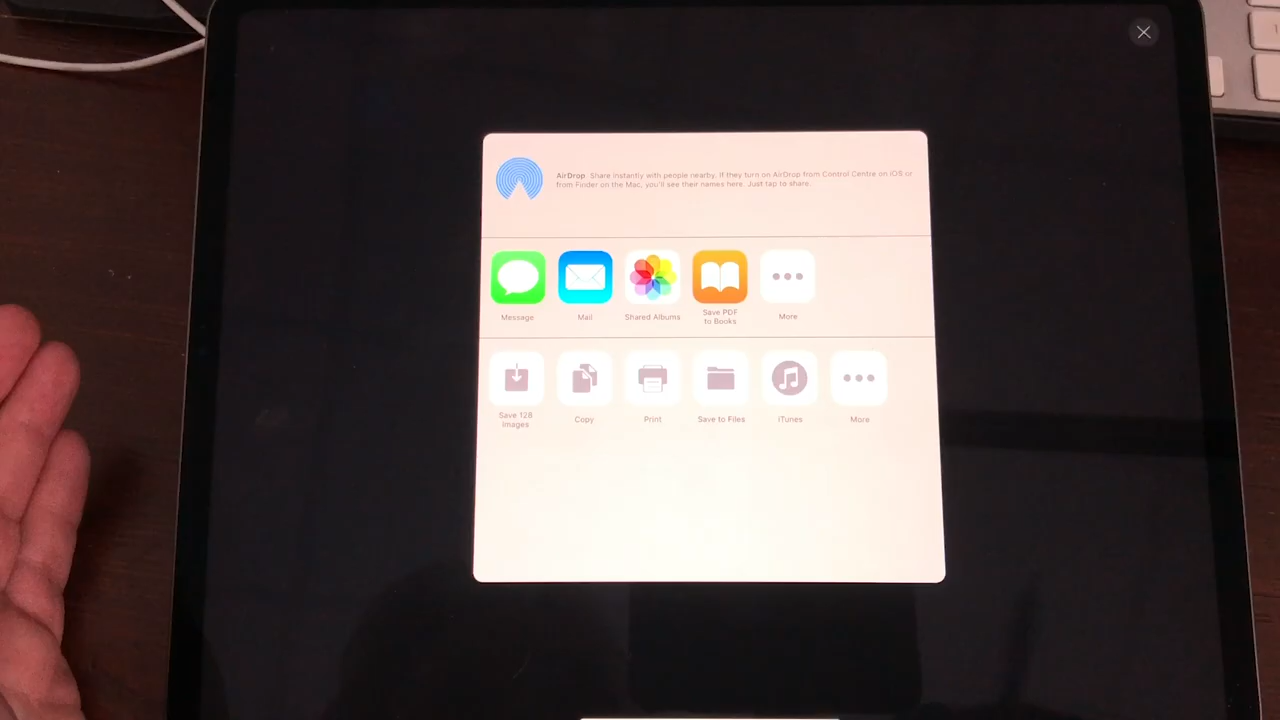 AirDrop. Share instantly with people nearby. If they turn on AirDrop from Control Centre on iOS or
from Finder on the Mac, you'll see their names here. Just tap to share.
Message
Mail
Shared Albums
Save PDF
to Books
More
Save 128
Images
Copy
Print
Save to Files
iTunes
More